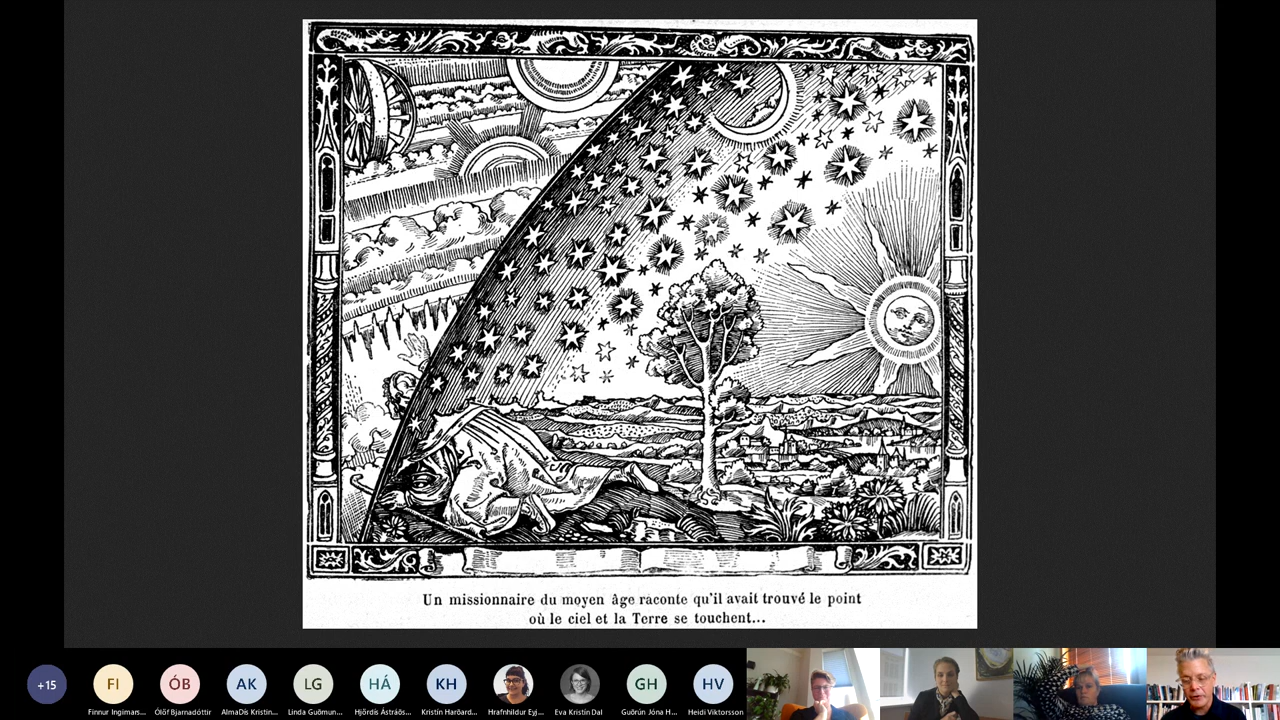 Un missionnaire du moyen âge raconte qu'il avait trouvé le point
où le ciel et la Terre se touchent...
+15
FI
ÓB
AK
LG
HÁ
KH
GH
HV
Finnur Ingimars...
Ólöf Bjarnadóttir
AlmaDís Kristin...
Linda Guðmun...
Hjördís Ástráðs...
Kristín Harðard...
Hrafnhildur Eyj...
Eva Kristín Dal
Guðrún Jóna H...
Heiði Viktorsson